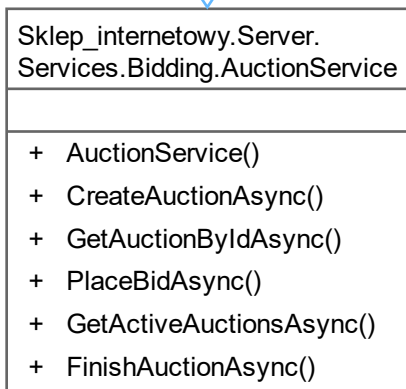 Sklep_internetowy.Server.
Services.Bidding.AuctionService
+ AuctionService()
+ CreateAuctionAsync()
+ GetAuctionByIdAsync()
+ PlaceBidAsync()
+ GetActiveAuctionsAsync()
+ FinishAuctionAsync()